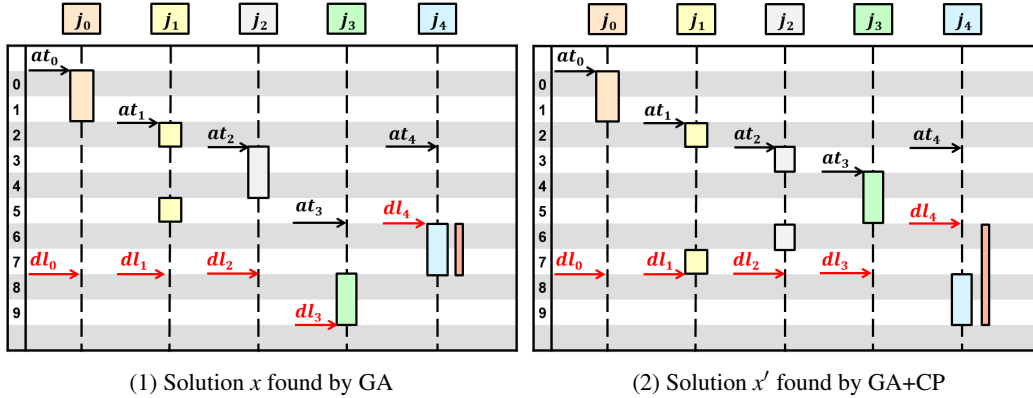 j₀ j₁ j₂ j₃ j₄
at₀
0
1
at₁
2
at₂ at₄
3
4
at₃ dl₄
5
6
dl₀ dl₁ dl₂
7
8
dl₃
9
(1) Solution x found by GA
j₀ j₁ j₂ j₃ j₄
at₀
0
1
at₁
2
at₂ at₄
3
at₃
4
5
dl₄
6
dl₀ dl₁ dl₂ dl₃
7
8
9
(2) Solution x′ found by GA+CP